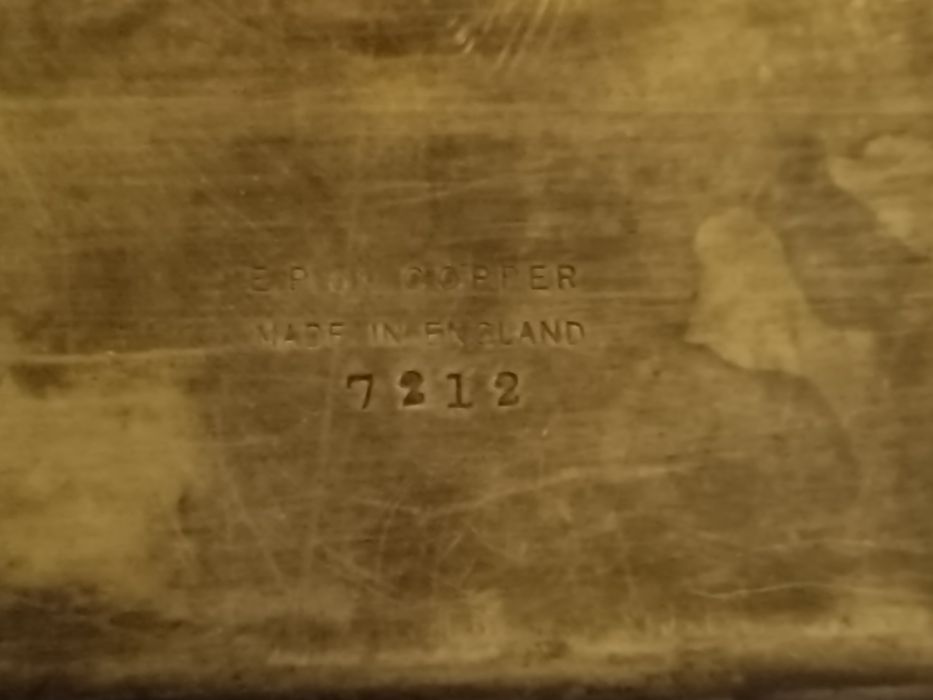 E.P. ON COPPER
MADE IN ENGLAND
7212